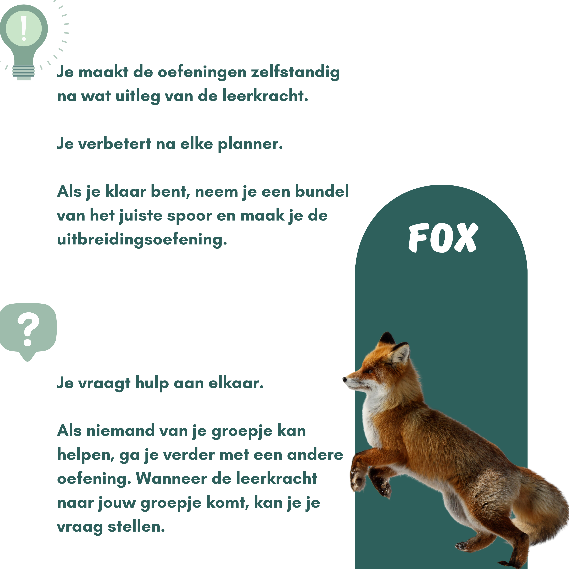 !
Je maakt de oefeningen zelfstandig
na wat uitleg van de leerkracht.
Je verbetert na elke planner.
Als je klaar bent, neem je een bundel
van het juiste spoor en maak je de
uitbreidingsoefening.
FOX
?
Je vraagt hulp aan elkaar.
Als niemand van je groepje kan
helpen, ga je verder met een andere
oefening. Wanneer de leerkracht
naar jouw groepje komt, kan je je
vraag stellen.